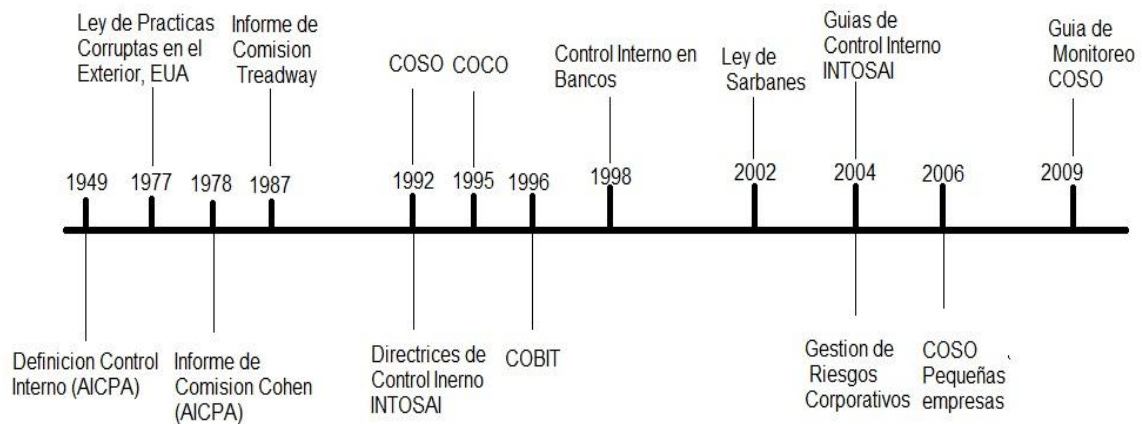 Ley de Practicas
Corruptas en el
Exterior, EUA
Informe de
Comision
Treadway
COSO
COCO
Control Interno en
Bancos
Ley de
Sarbanes
Guias de
Control Interno
INTOSAI
Guia de
Monitoreo
COSO
1949
1977
1978
1987
1992
1995
1996
1998
2002
2004
2006
2009
Definicion Control
Interno (AICPA)
Informe de
Comision Cohen
(AICPA)
Directrices de
Control Inerno
INTOSAI
COBIT
Gestion de
Riesgos
Corporativos
COSO
Pequeñas
empresas